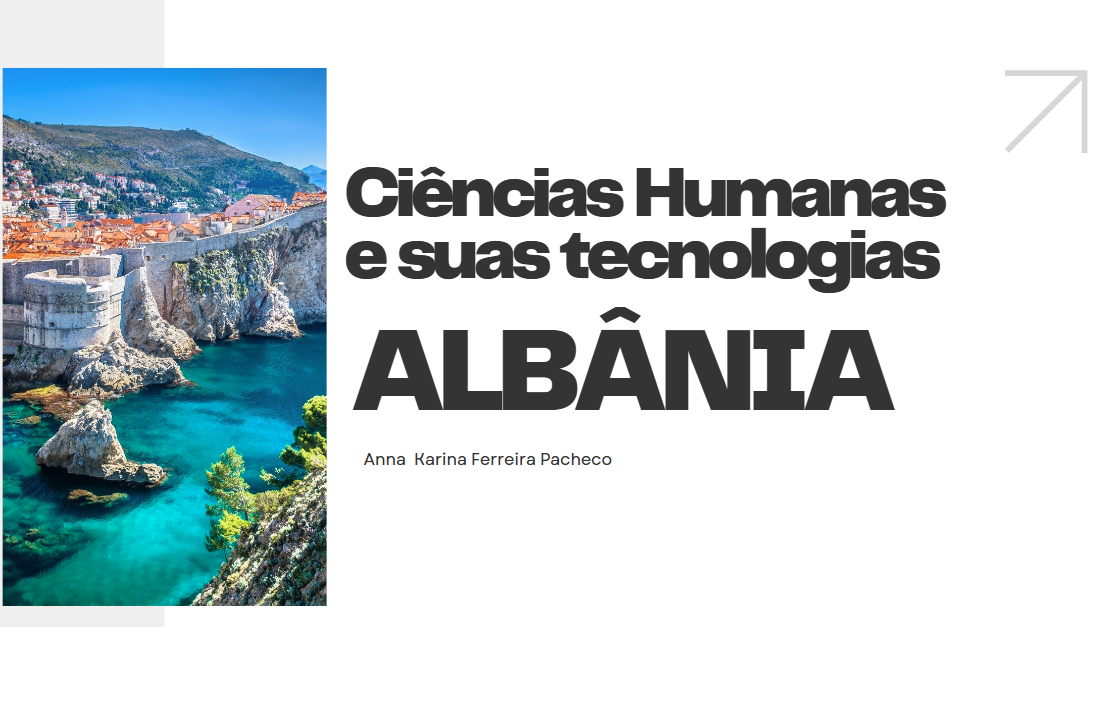 Ciências Humanas
e suas tecnologias
ALBÂNIA
Anna  Karina Ferreira Pacheco